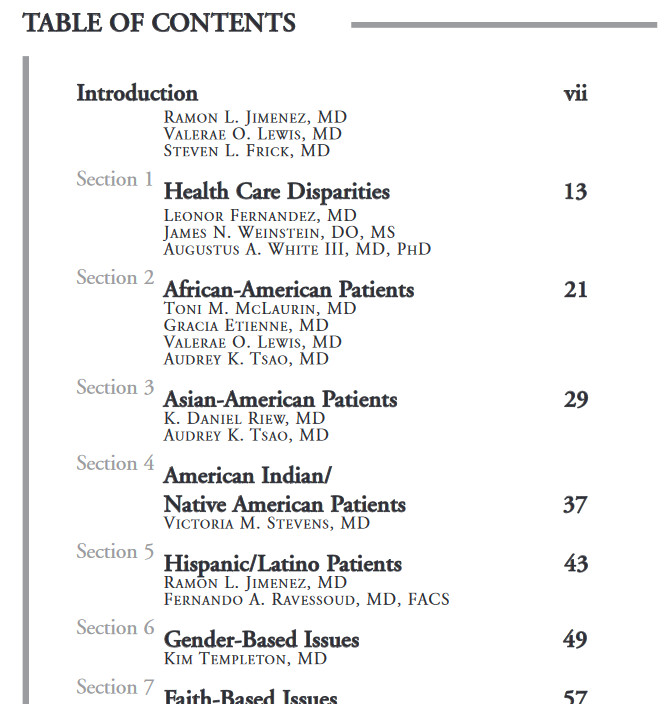 TABLE OF CONTENTS
Introduction vii
RAMON L. JIMENEZ, MD
VALERAE O. LEWIS, MD
STEVEN L. FRICK, MD
Section 1
Health Care Disparities 13
LEONOR FERNANDEZ, MD
JAMES N. WEINSTEIN, DO, MS
AUGUSTUS A. WHITE III, MD, PHD
Section 2
African-American Patients 21
TONI M. MCLAURIN, MD
GRACIA ETIENNE, MD
VALERAE O. LEWIS, MD
AUDREY K. TSAO, MD
Section 3
Asian-American Patients 29
K. DANIEL RIEW, MD
AUDREY K. TSAO, MD
Section 4
American Indian/
Native American Patients 37
VICTORIA M. STEVENS, MD
Section 5
Hispanic/Latino Patients 43
RAMON L. JIMENEZ, MD
FERNANDO A. RAVESSOUD, MD, FACS
Section 6
Gender-Based Issues 49
KIM TEMPLETON, MD
Section 7
Faith-Based Issues 57